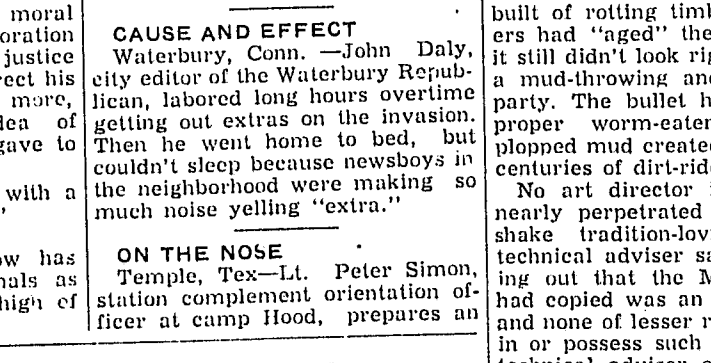 moral
oration
justice
rect his
more,
dea of
gave to
with a
ow has
nals as
high of
CAUSE AND EFFECT
Waterbury, Conn. —John Daly,
city editor of the Waterbury Repub-
lican, labored long hours overtime
getting out extras on the invasion.
Then he went home to bed, but
couldn't sleep because newsboys in
the neighborhood were making so
much noise yelling "extra."
ON THE NOSE
Temple, Tex—Lt. Peter Simon,
station complement orientation of-
ficer at camp Hood, prepares an
built of rotting timb
ers had "aged" the
it still didn't look rig
a mud-throwing and
party. The bullet h
proper worm-eaten
plopped mud created
centuries of dirt-rid
No art director
nearly perpetrated
shake tradition-lov
technical adviser sa
ing out that the M
had copied was an
and none of lesser r
in or possess such
technical adviser